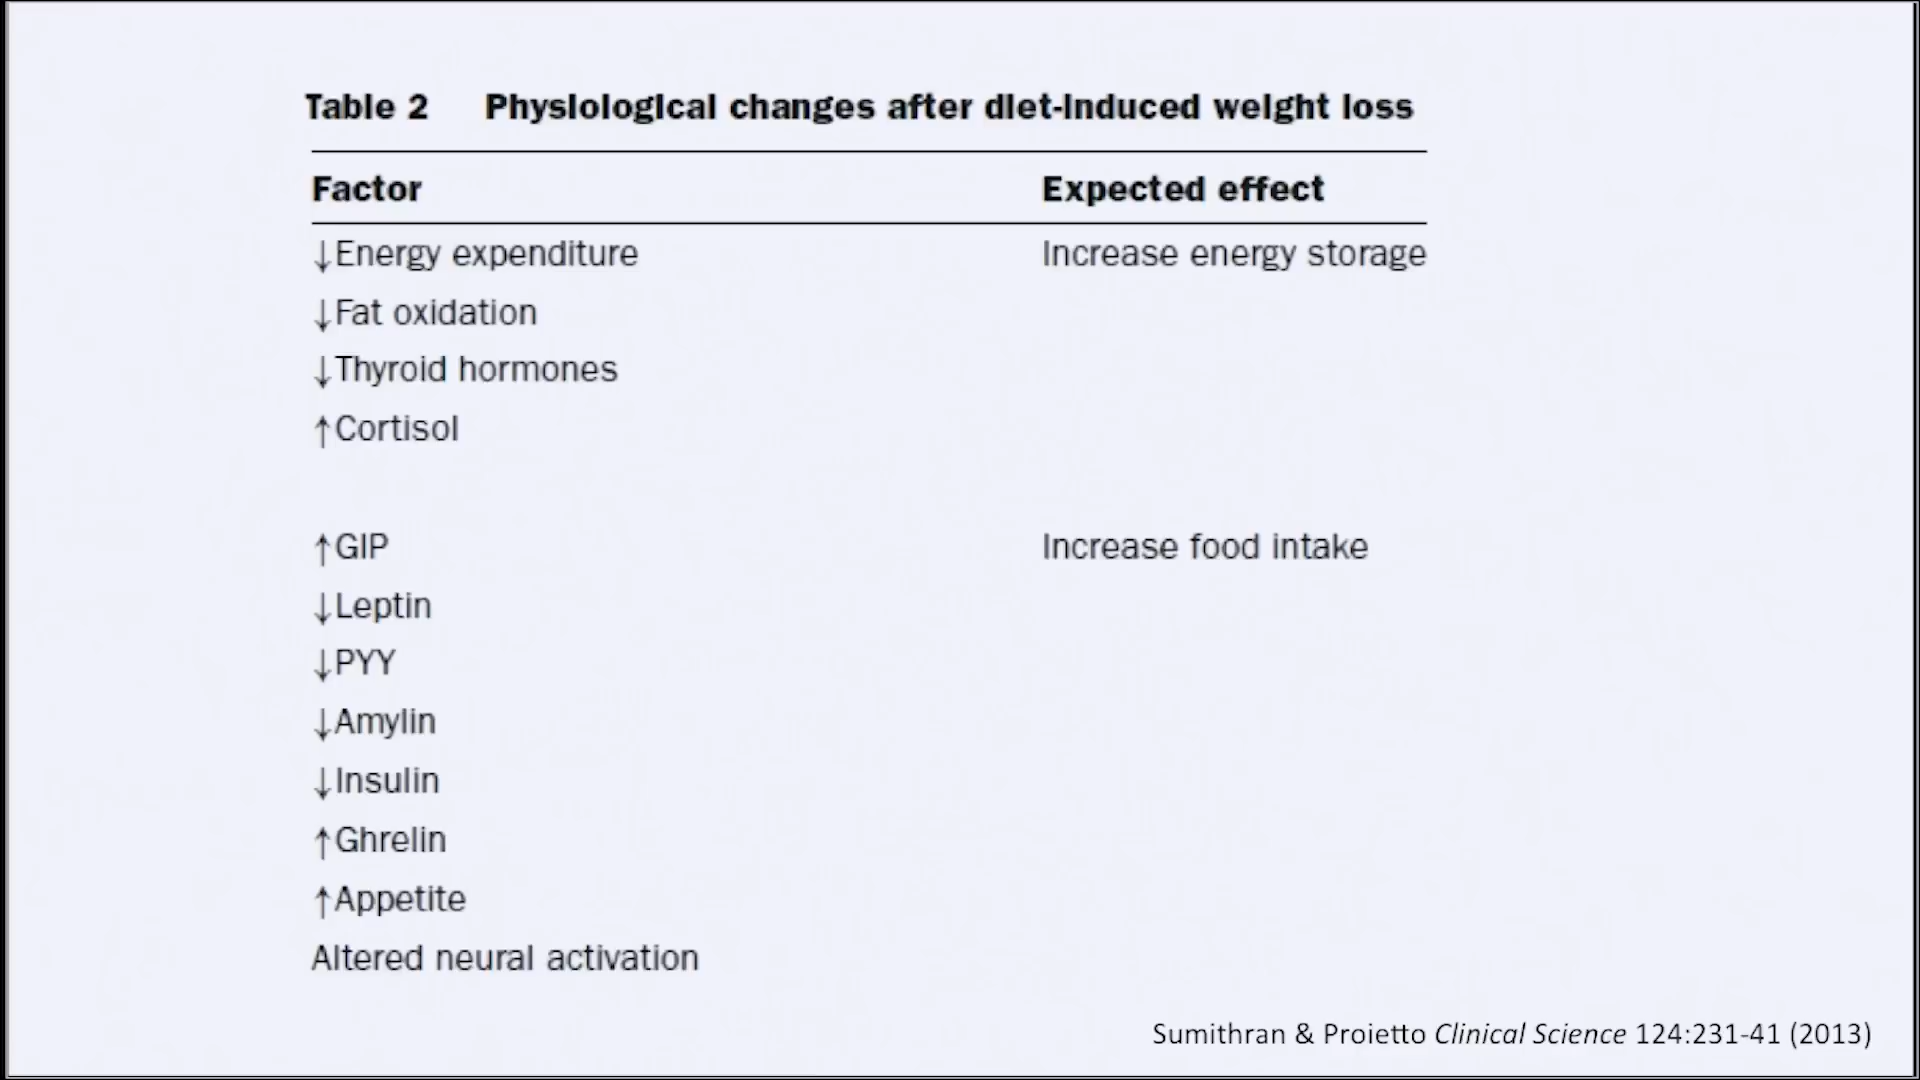 Table 2 Physiological changes after diet-induced weight loss
Factor Expected effect
↓Energy expenditure Increase energy storage
↓Fat oxidation
↓Thyroid hormones
↑Cortisol
↑GIP Increase food intake
↓Leptin
↓PYY
↓Amylin
↓Insulin
↑Ghrelin
↑Appetite
Altered neural activation
Sumithran & Proietto Clinical Science 124:231-41 (2013)